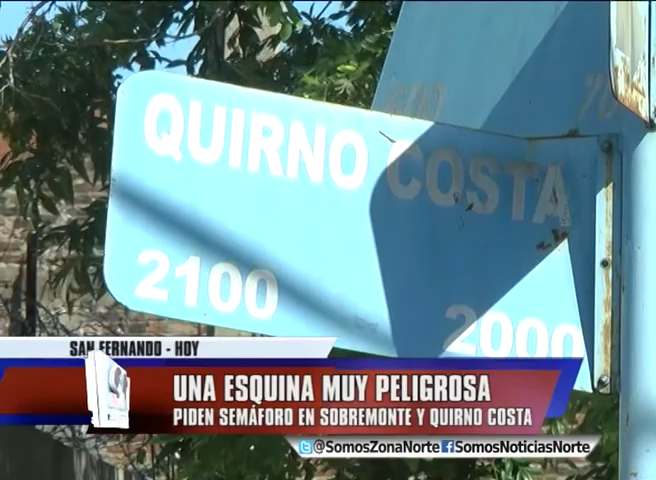 QUIRNO COSTA
2100 2000
SAN FERNANDO - HOY
UNA ESQUINA MUY PELIGROSA
PIDEN SEMÁFORO EN SOBREMONTE Y QUIRNO COSTA
@SomosZonaNorte SomosNoticiasNorte